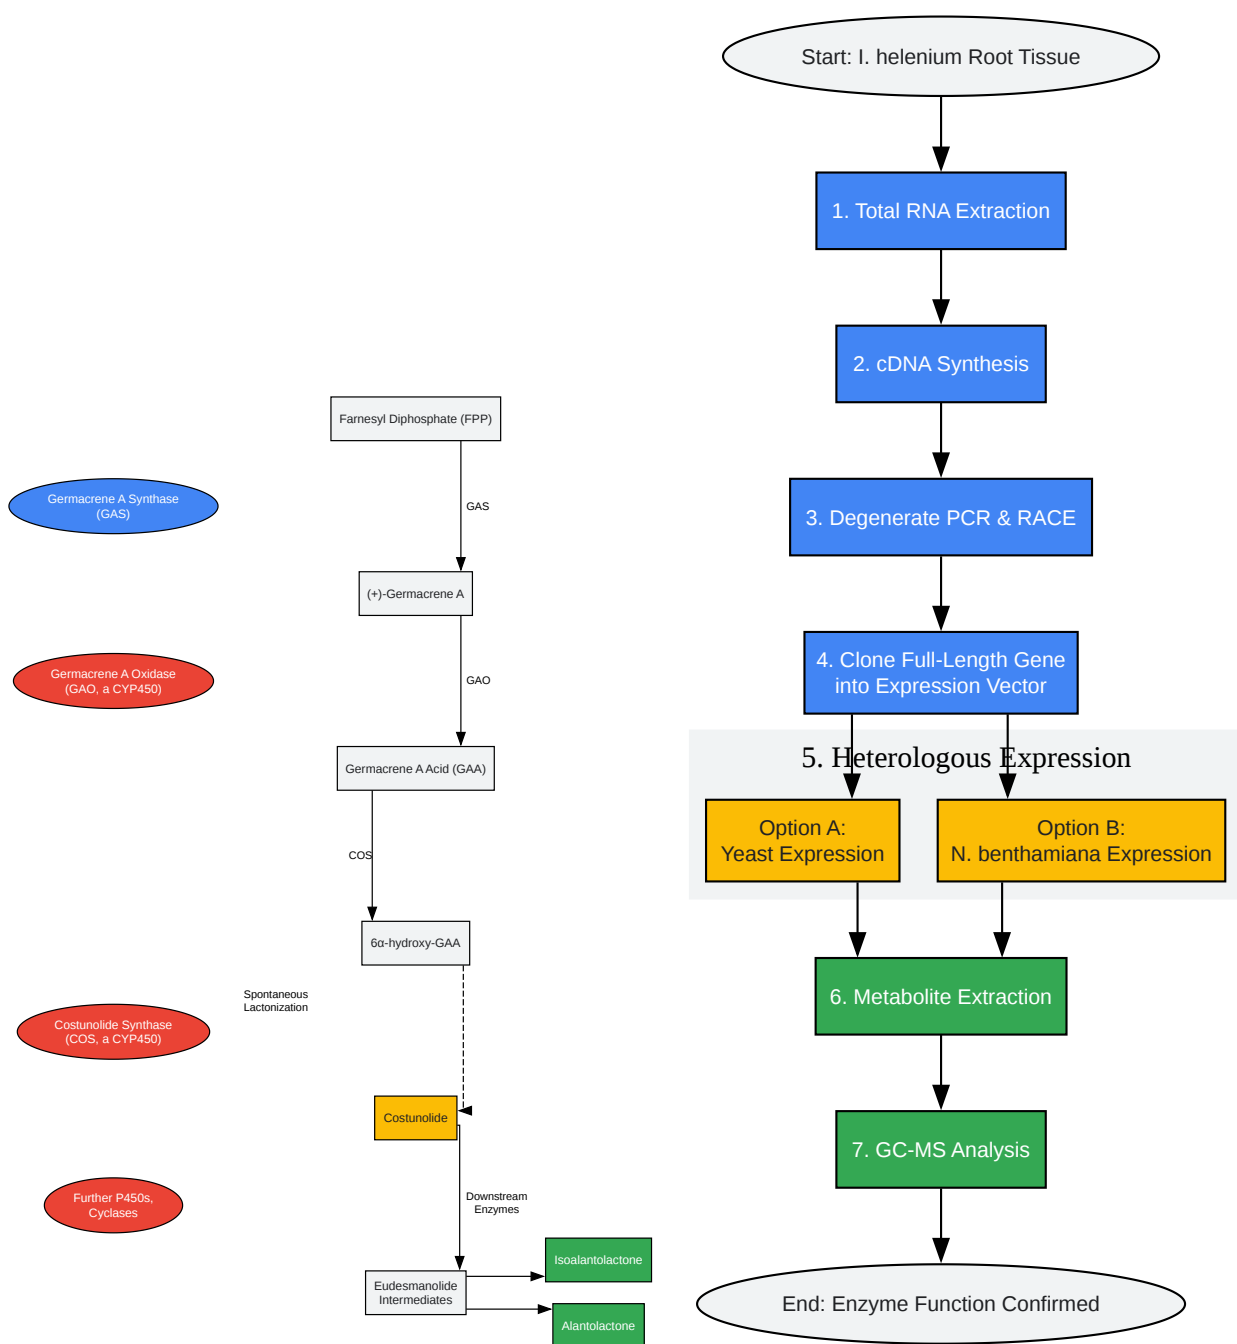 Farnesyl Diphosphate (FPP)
Germacrene A Synthase
(GAS)
GAS
(+)-Germacrene A
Germacrene A Oxidase
(GAO, a CYP450)
GAO
Germacrene A Acid (GAA)
COS
6α-hydroxy-GAA
Spontaneous
Lactonization
Costunolide Synthase
(COS, a CYP450)
Costunolide
Further P450s,
Cyclases
Downstream
Enzymes
Eudesmanolide
Intermediates
Isoalantolactone
Alantolactone
Start: I. helenium Root Tissue
1. Total RNA Extraction
2. cDNA Synthesis
3. Degenerate PCR & RACE
4. Clone Full-Length Gene
into Expression Vector
5. Heterologous Expression
Option A:
Yeast Expression
Option B:
N. benthamiana Expression
6. Metabolite Extraction
7. GC-MS Analysis
End: Enzyme Function Confirmed